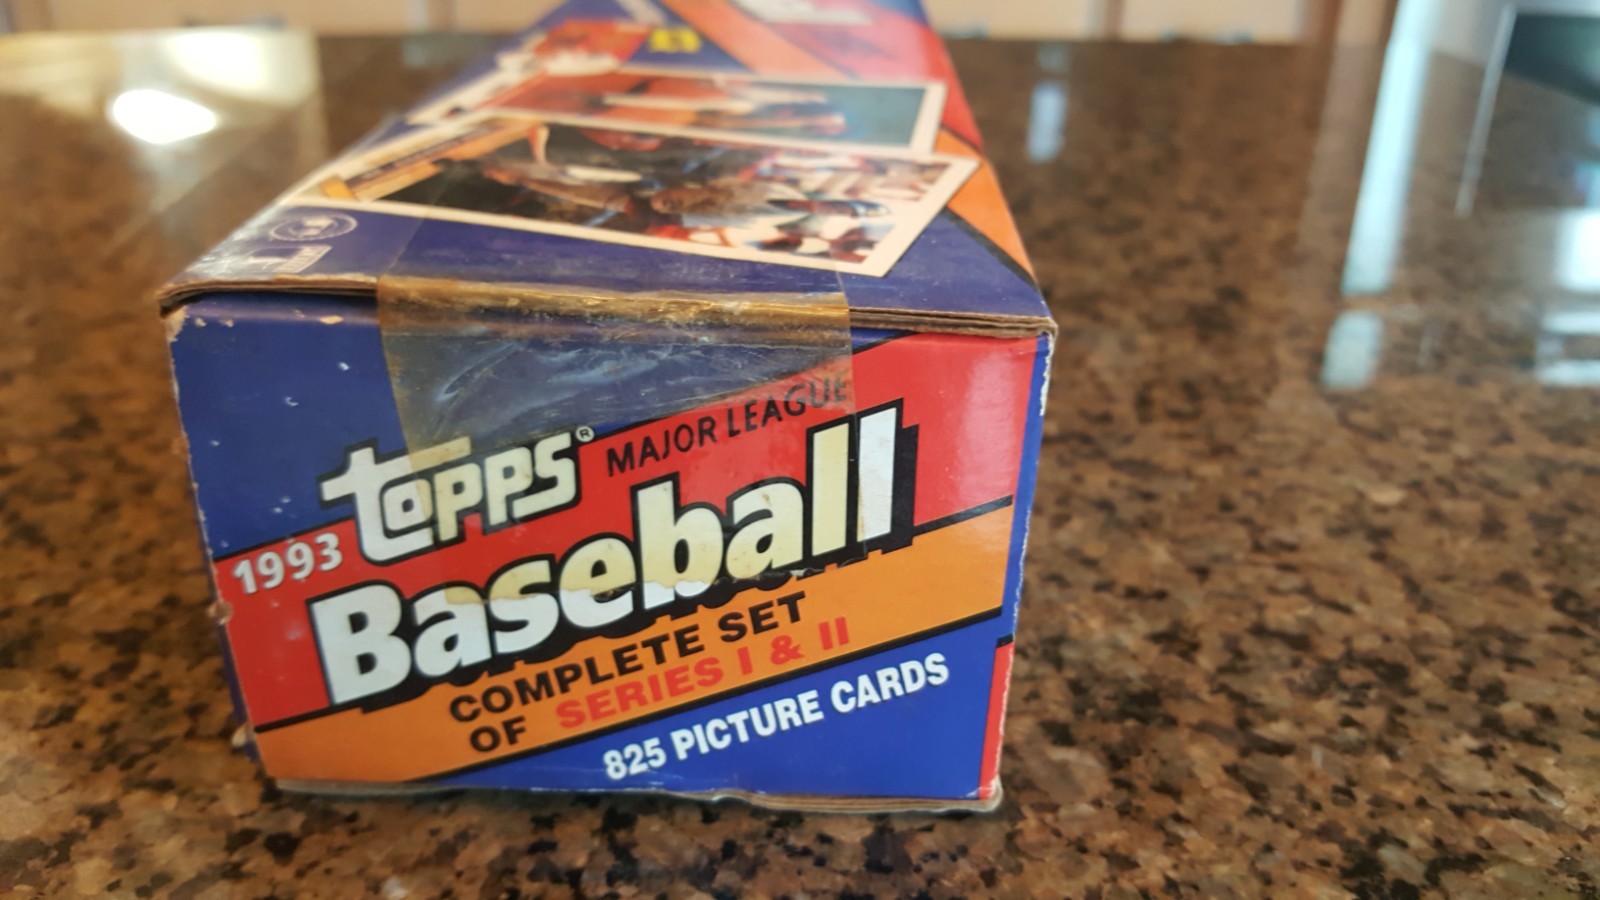 topps® MAJOR LEAGUE
1993
Baseball
COMPLETE SET
OF SERIES I & II
825 PICTURE CARDS